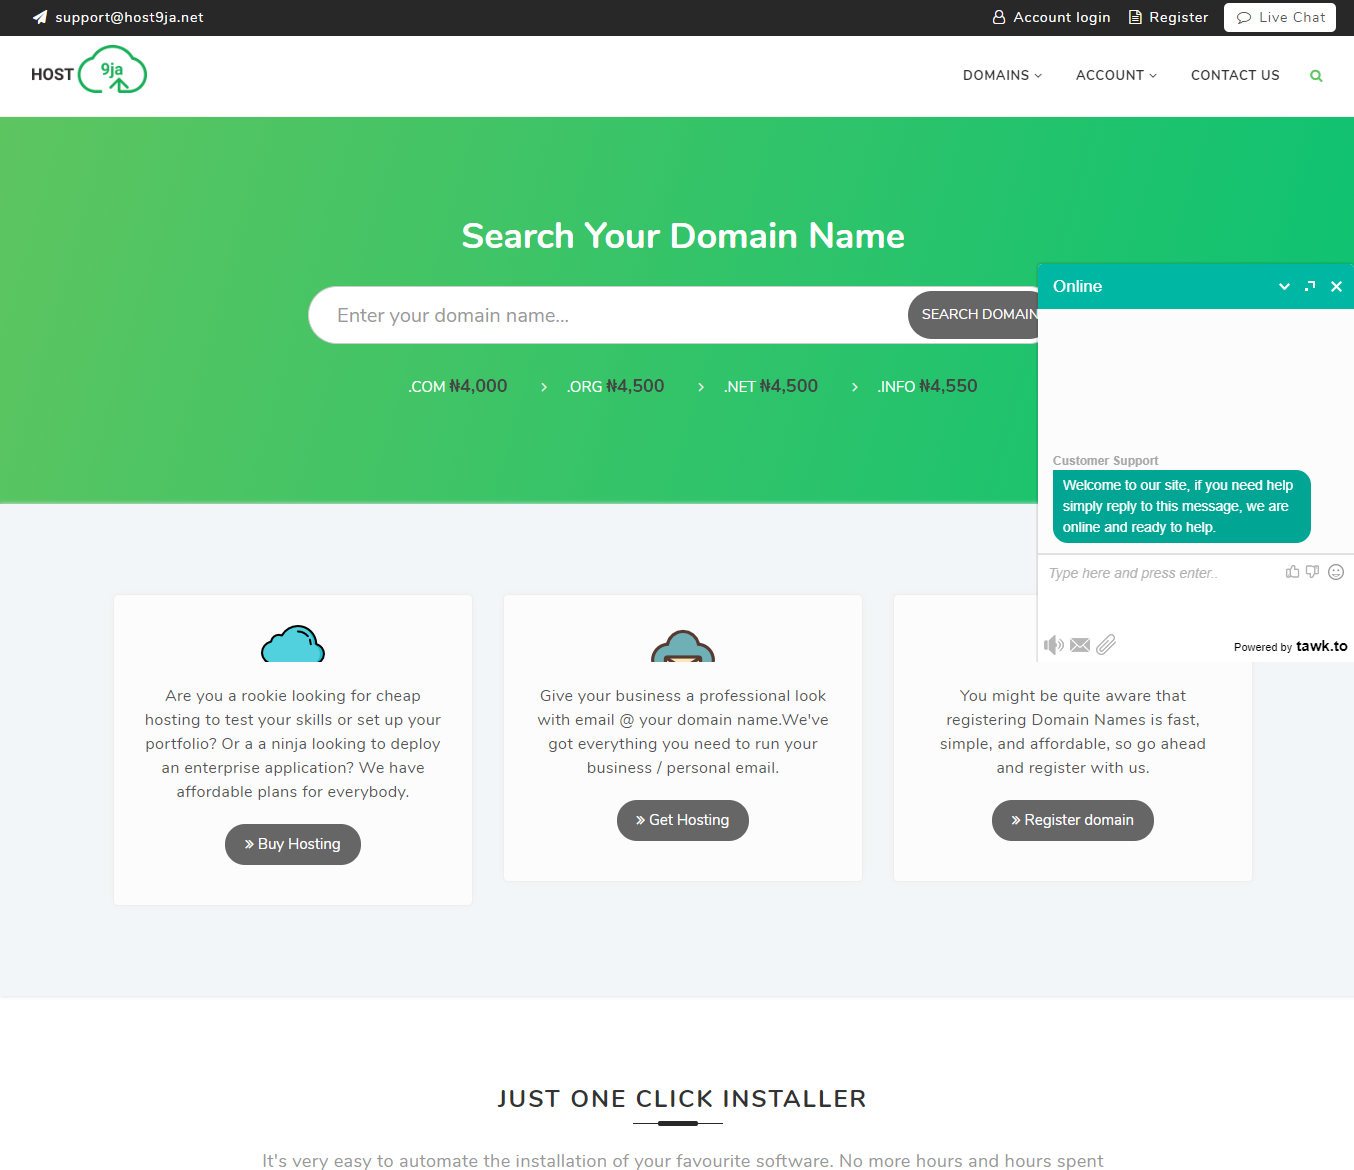 support@host9ja.net
Account login
Register
Live Chat
HOST 9ja
DOMAINS
ACCOUNT
CONTACT US
Search Your Domain Name
Enter your domain name...
SEARCH DOMAIN
.COM ₦4,000
.ORG ₦4,500
.NET ₦4,500
.INFO ₦4,550
Online
Customer Support
Welcome to our site, if you need help
simply reply to this message, we are
online and ready to help.
Type here and press enter..
Powered by tawk.to
Are you a rookie looking for cheap
hosting to test your skills or set up your
portfolio? Or a a ninja looking to deploy
an enterprise application? We have
affordable plans for everybody.
» Buy Hosting
Give your business a professional look
with email @ your domain name.We've
got everything you need to run your
business / personal email.
» Get Hosting
You might be quite aware that
registering Domain Names is fast,
simple, and affordable, so go ahead
and register with us.
» Register domain
JUST ONE CLICK INSTALLER
It's very easy to automate the installation of your favourite software. No more hours and hours spent